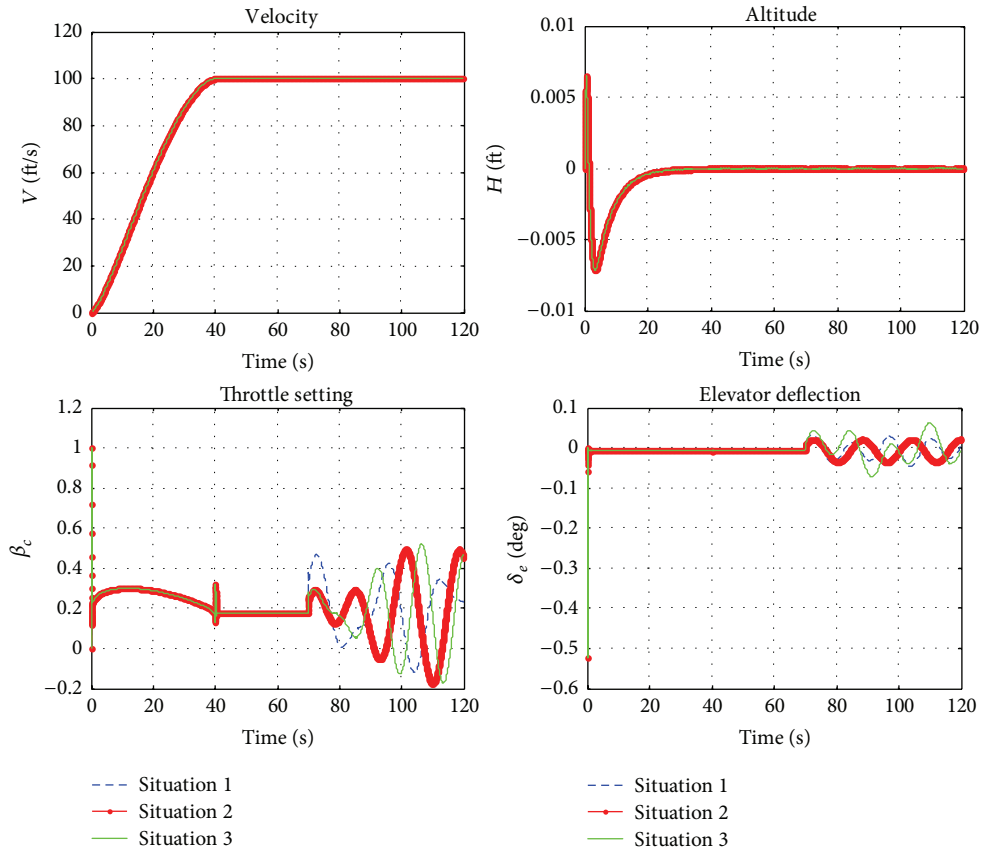 Velocity
120
100
80
60
40
20
0
V (ft/s)
0 20 40 60 80 100 120
Time (s)
Altitude
0.01
0.005
0
−0.005
−0.01
H (ft)
0 20 40 60 80 100 120
Time (s)
Throttle setting
1.2
1
0.8
0.6
0.4
0.2
0
−0.2
βc
0 20 40 60 80 100 120
Time (s)
Situation 1
Situation 2
Situation 3
Elevator deflection
0.1
0
−0.1
−0.2
−0.3
−0.4
−0.5
−0.6
δe (deg)
0 20 40 60 80 100 120
Time (s)
Situation 1
Situation 2
Situation 3